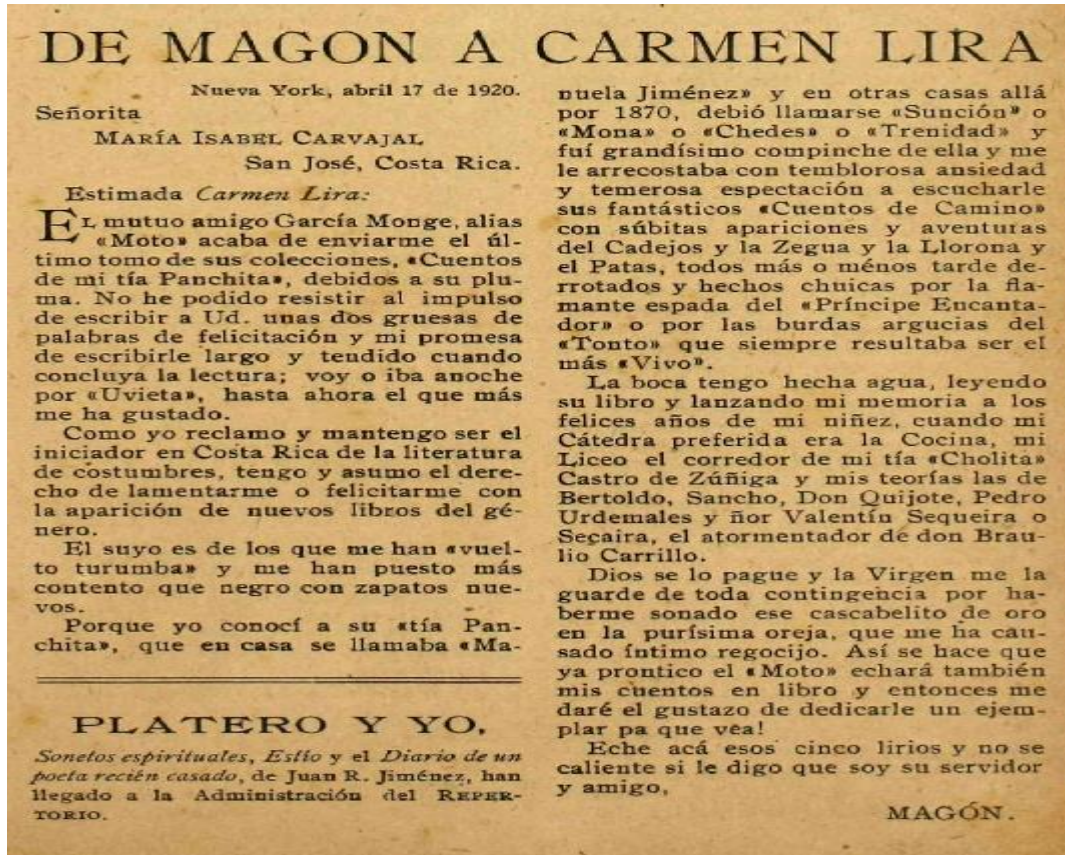 DE MAGON A CARMEN LIRA
Nueva York, abril 17 de 1920.
Señorita
MARÍA ISABEL CARVAJAL
San José, Costa Rica.
Estimada Carmen Lira:
EL mutuo amigo García Monge, alias
«Moto» acaba de enviarme el úl-
timo tomo de sus colecciones, «Cuentos
de mi tía Panchita», debidos a su plu-
ma. No he podido resistir al impulso
de escribir a Ud. unas dos gruesas de
palabras de felicitación y mi promesa
de escribirle largo y tendido cuando
concluya la lectura; voy o iba anoche
por «Uvieta», hasta ahora el que más
me ha gustado.
Como yo reclamo y mantengo ser el
iniciador en Costa Rica de la literatura
de costumbres, tengo y asumo el dere-
cho de lamentarme o felicitarme con
la aparición de nuevos libros del gé-
nero.
El suyo es de los que me han «vuel-
to turumba» y me han puesto más
contento que negro con zapatos nue-
vos.
Porque yo conocí a su «tía Pan-
chita», que en casa se llamaba «Ma-
nuela Jiménez» y en otras casas allá
por 1870, debió llamarse «Sunción» o
«Mona» o «Chedes» o «Trenidad» y
fuí grandísimo compinche de ella y me
le arrecostaba con temblorosa ansiedad
y temerosa espectación a escucharle
sus fantásticos «Cuentos de Camino»
con súbitas apariciones y aventuras
del Cadejos y la Zegua y la Llorona y
el Patas, todos más o ménos tarde de-
rrotados y hechos chuicas por la fla-
mante espada del «Príncipe Encanta-
dor» o por las burdas argucias del
«Tonto» que siempre resultaba ser el
más «Vivo».
La boca tengo hecha agua, leyendo
su libro y lanzando mi memoria a los
felices años de mi niñez, cuando mi
Cátedra preferida era la Cocina, mi
Liceo el corredor de mi tía «Cholita»
Castro de Zúñiga y mis teorías las de
Bertoldo, Sancho, Don Quijote, Pedro
Urdemales y ñor Valentín Sequeira o
Secaira, el atormentador de don Brau-
lio Carrillo.
Dios se lo pague y la Virgen me la
guarde de toda contingencia por ha-
berme sonado ese cascabelito de oro
en la purísima oreja, que me ha cau-
sado íntimo regocijo. Así se hace que
ya prontico el «Moto» echará también
mis cuentos en libro y entonces me
daré el gustazo de dedicarle un ejem-
plar pa que vea!
Eche acá esos cinco lirios y no se
caliente si le digo que soy su servidor
y amigo,
MAGÓN.
PLATERO Y YO,
Sonetos espirituales, Estío y el Diario de un
poeta recién casado, de Juan R. Jiménez, han
llegado a la Administración del REPER-
TORIO.